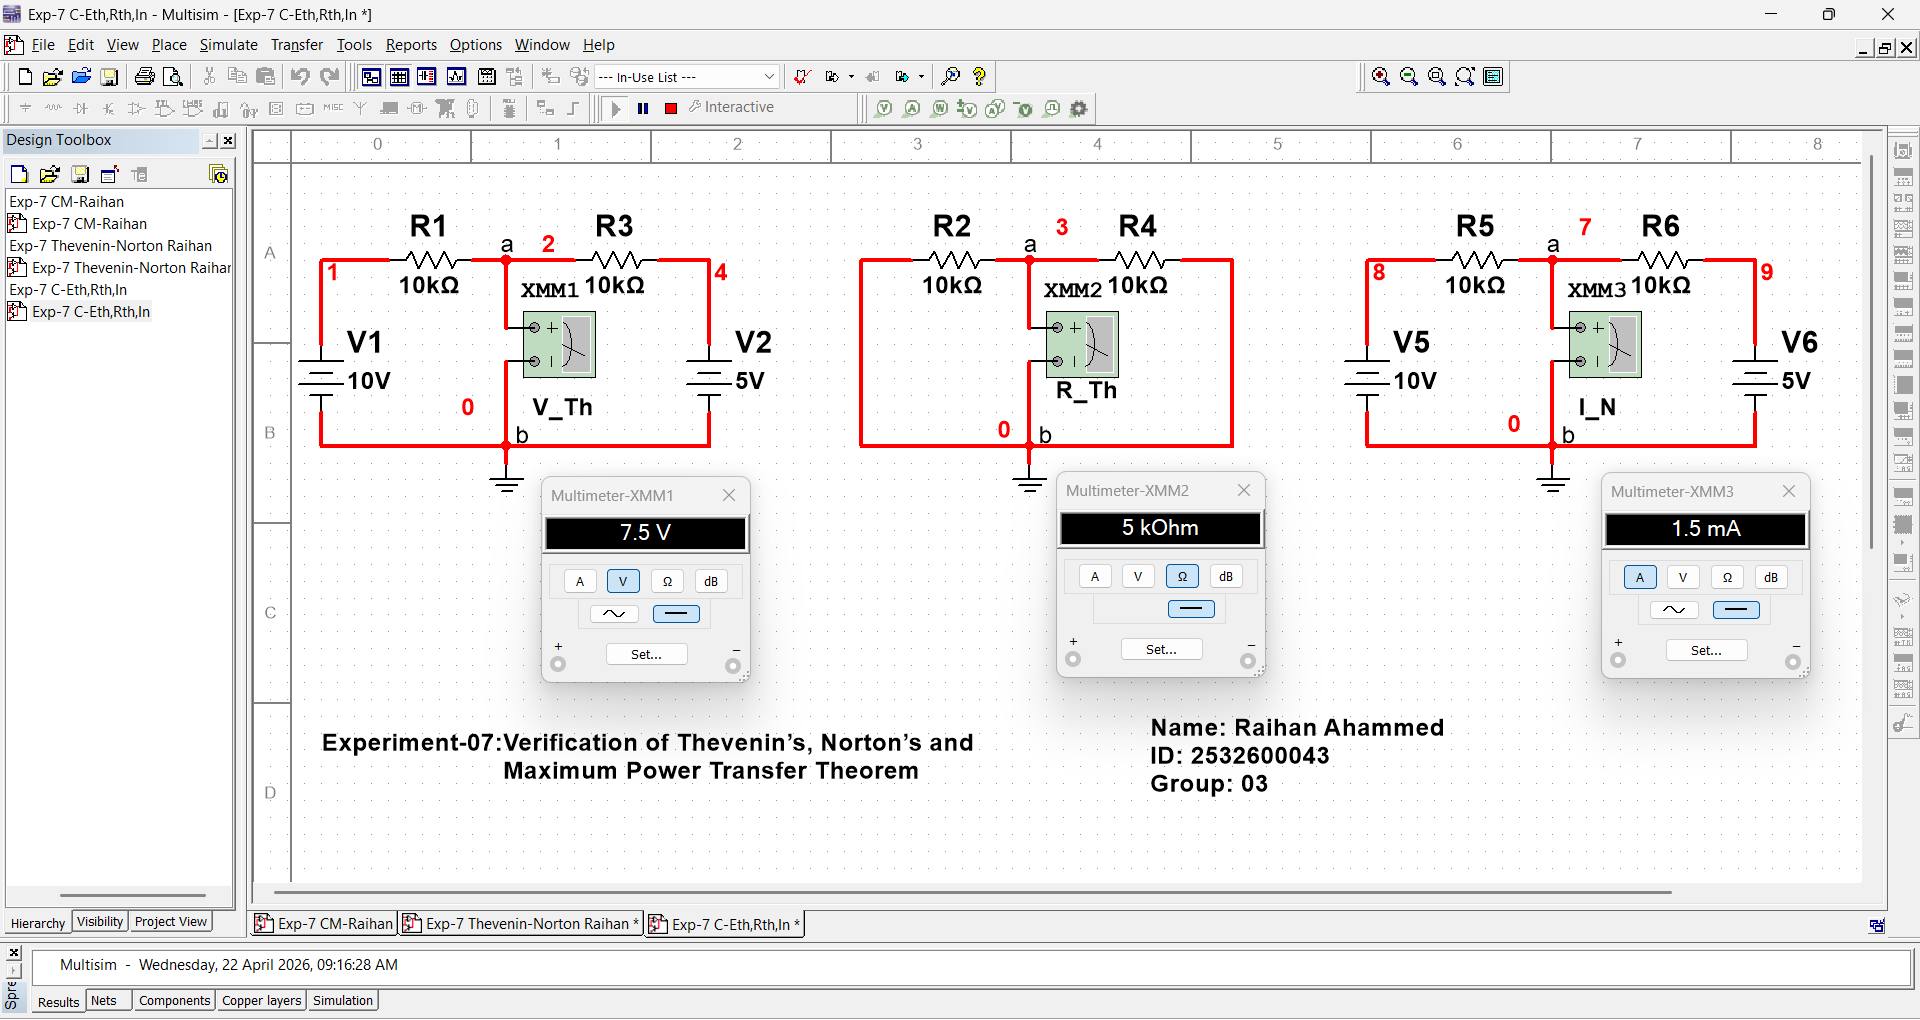 Exp-7 C-Eth,Rth,In - Multisim - [Exp-7 C-Eth,Rth,In *]
File Edit View Place Simulate Transfer Tools Reports Options Window Help
--- In-Use List ---
MISC
Interactive
Design Toolbox
Exp-7 CM-Raihan
Exp-7 CM-Raihan
Exp-7 Thevenin-Norton Raihan
Exp-7 Thevenin-Norton Raihar
Exp-7 C-Eth,Rth,In
Exp-7 C-Eth,Rth,In
Hierarchy Visibility Project View
0 1 2 3 4 5 6 7 8
A
B
C
D
R1 R3
10kΩ 10kΩ
a 2
1 4
XMM1
V1
10V
V2
5V
0
V_Th
b
R2 R4
10kΩ 10kΩ
a 3
XMM2
R_Th
0 b
R5 R6
10kΩ 10kΩ
a 7
8 9
XMM3
V5
10V
V6
5V
I_N
0 b
Multimeter-XMM1
7.5 V
A V Ω dB
+ Set... −
Multimeter-XMM2
5 kOhm
A V Ω dB
+ Set... −
Multimeter-XMM3
1.5 mA
A V Ω dB
+ Set... −
Experiment-07:Verification of Thevenin's, Norton's and
Maximum Power Transfer Theorem
Name: Raihan Ahammed
ID: 2532600043
Group: 03
Exp-7 CM-Raihan Exp-7 Thevenin-Norton Raihan * Exp-7 C-Eth,Rth,In *
Spre
Multisim - Wednesday, 22 April 2026, 09:16:28 AM
Results Nets Components Copper layers Simulation